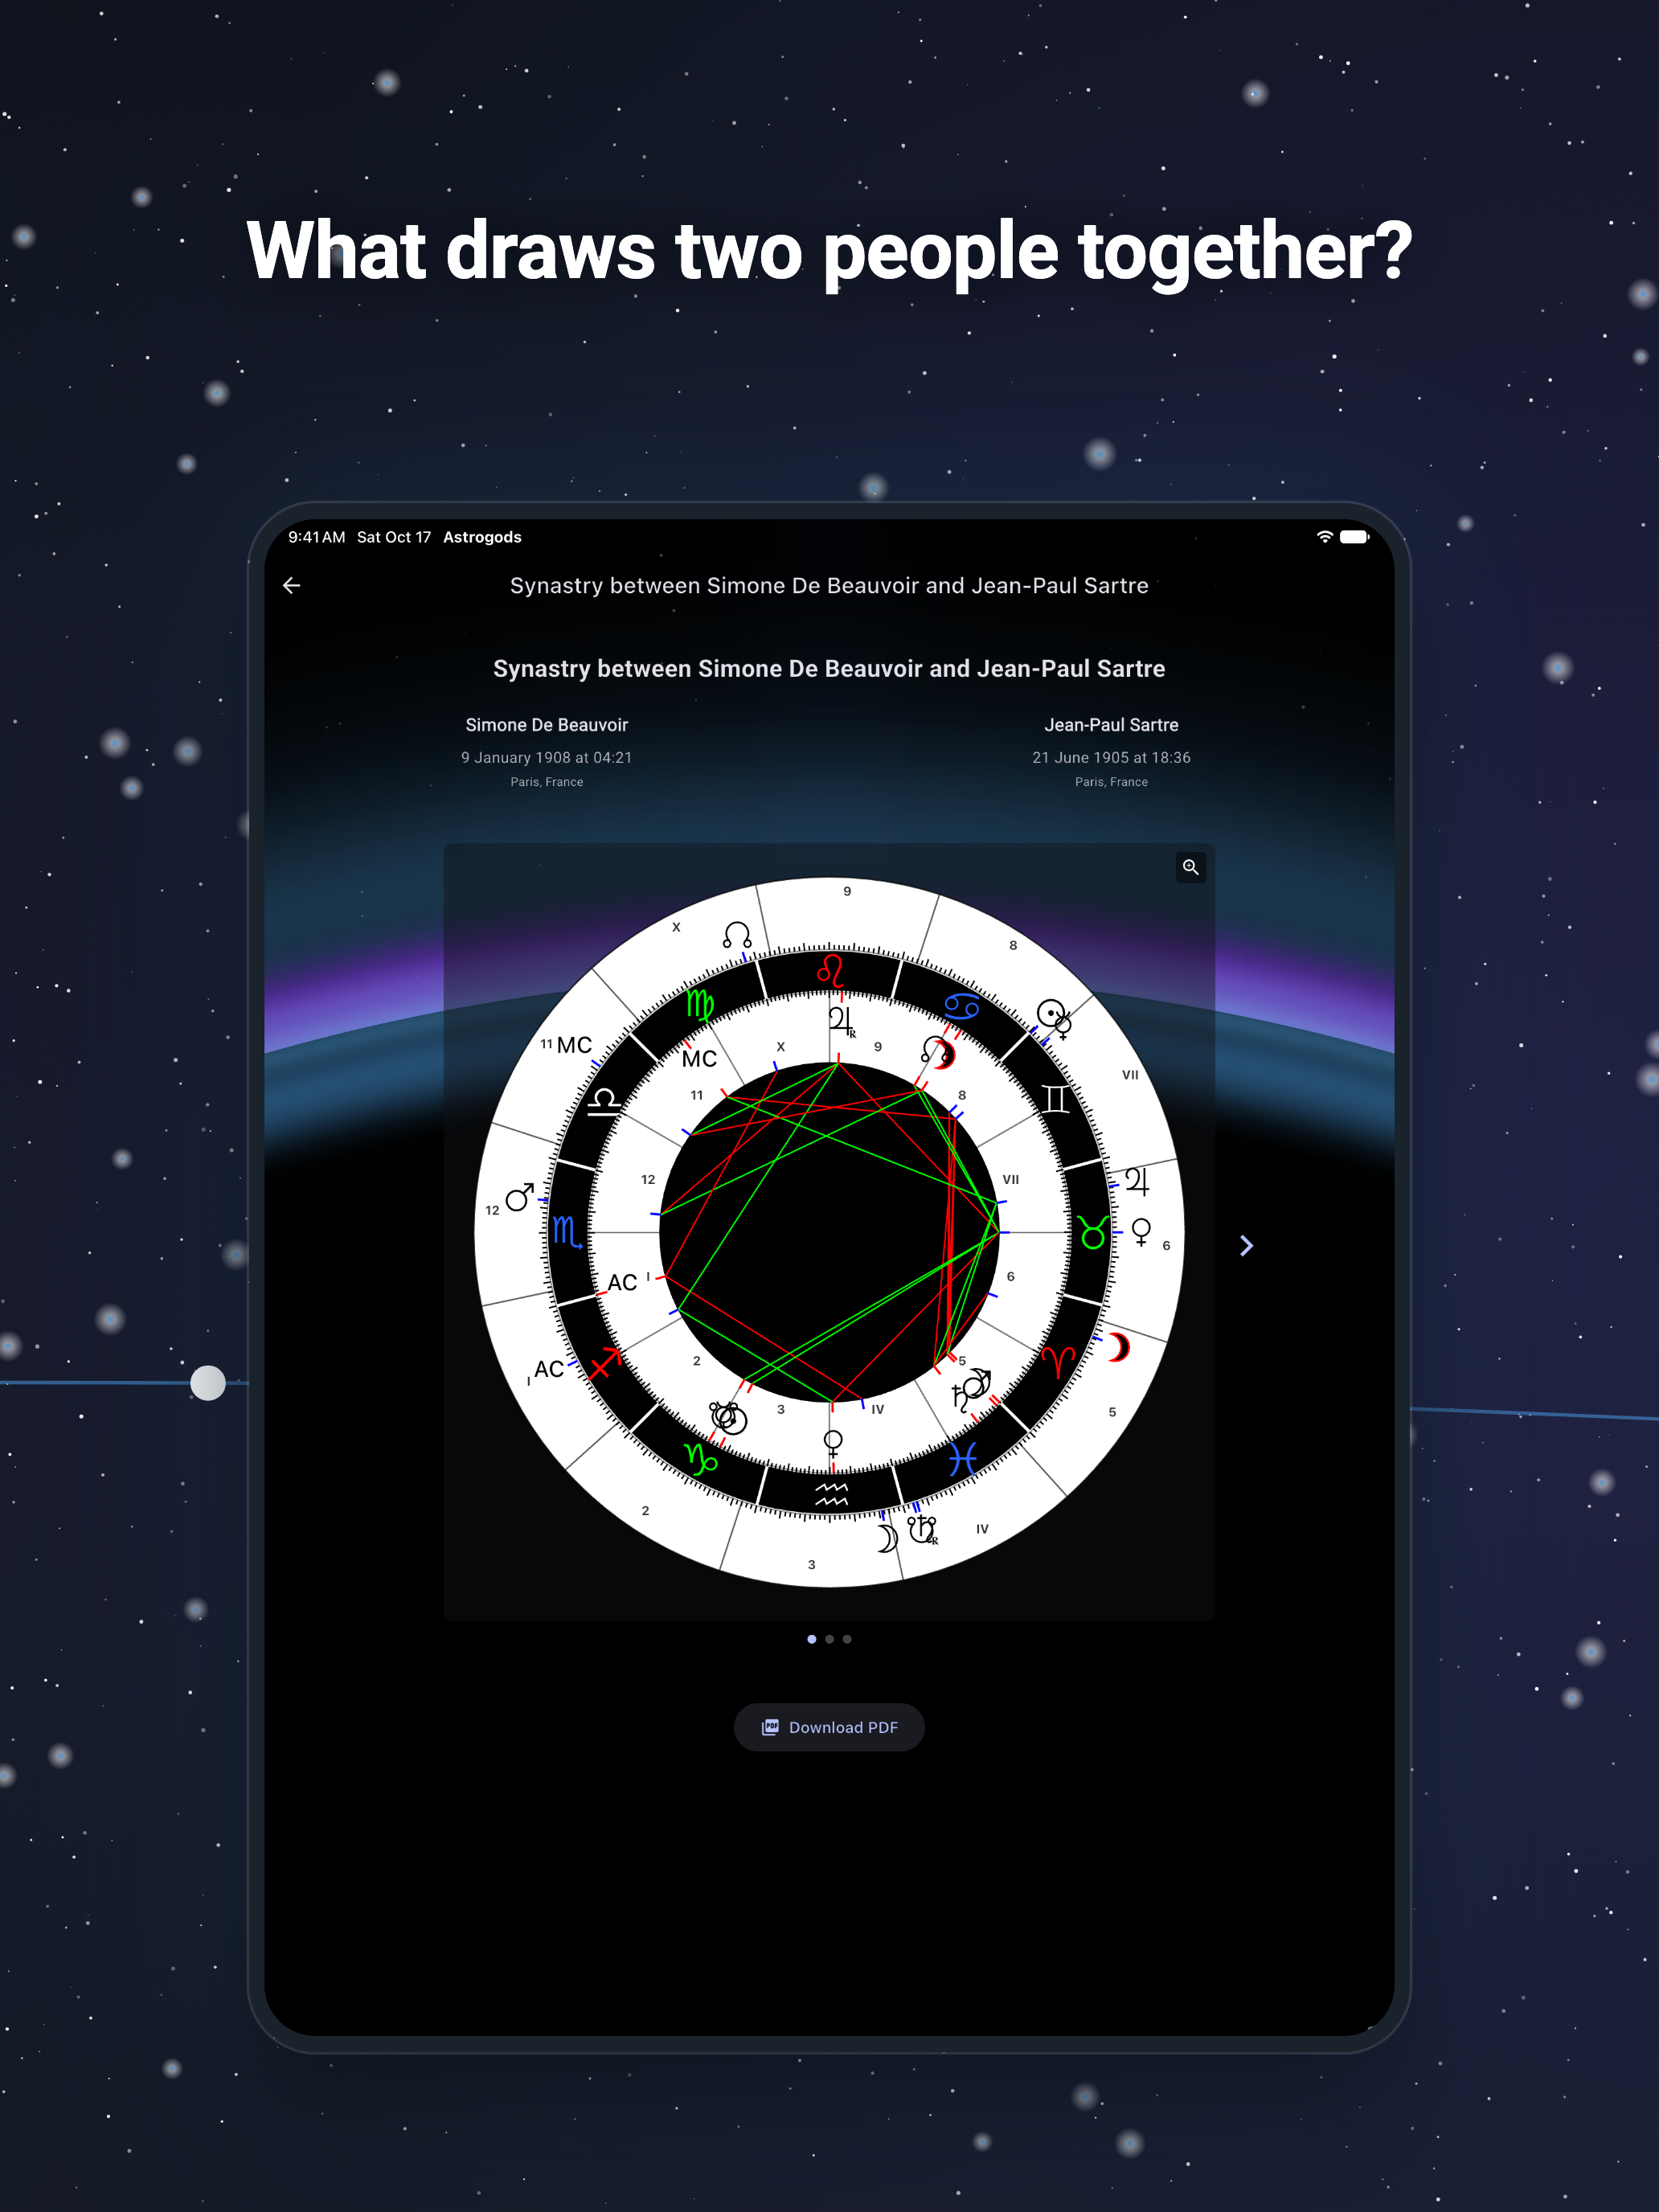 What draws two people together?
9:41 AM Sat Oct 17 Astrogods
Synastry between Simone De Beauvoir and Jean-Paul Sartre
Synastry between Simone De Beauvoir and Jean-Paul Sartre
Simone De Beauvoir
9 January 1908 at 04:21
Paris, France
Jean-Paul Sartre
21 June 1905 at 18:36
Paris, France
9
X
8
11 MC
VII
12
6
I AC
5
2
IV
3
MC
X
9
11
8
12
VII
AC I
6
2
5
3
IV
R
R
Download PDF